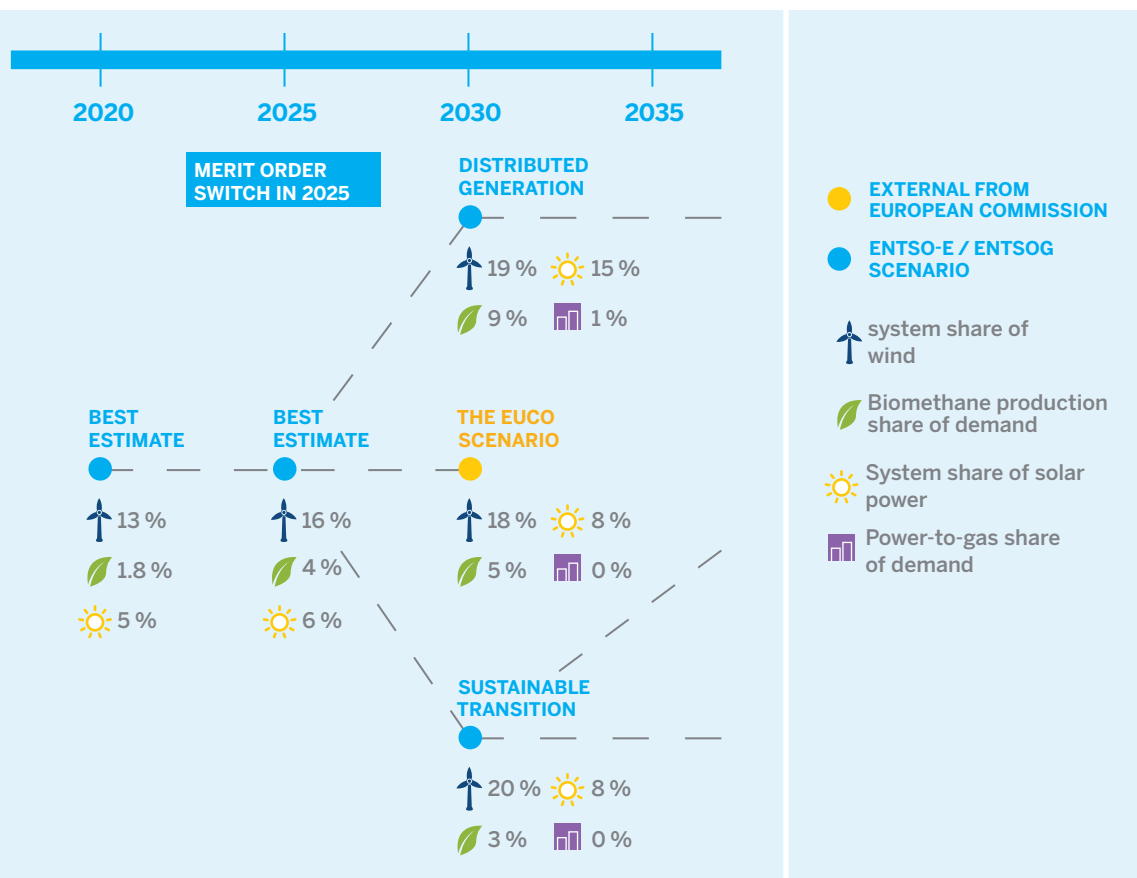 2020
2025
2030
2035
MERIT ORDER
SWITCH IN 2025
DISTRIBUTED
GENERATION
19 %
15 %
9 %
1 %
BEST
ESTIMATE
13 %
1.8 %
5 %
BEST
ESTIMATE
16 %
4 %
6 %
THE EUCO
SCENARIO
18 %
8 %
5 %
0 %
SUSTAINABLE
TRANSITION
20 %
8 %
3 %
0 %
EXTERNAL FROM
EUROPEAN COMMISSION
ENTSO-E / ENTSOG
SCENARIO
system share of
wind
Biomethane production
share of demand
System share of solar
power
Power-to-gas share
of demand